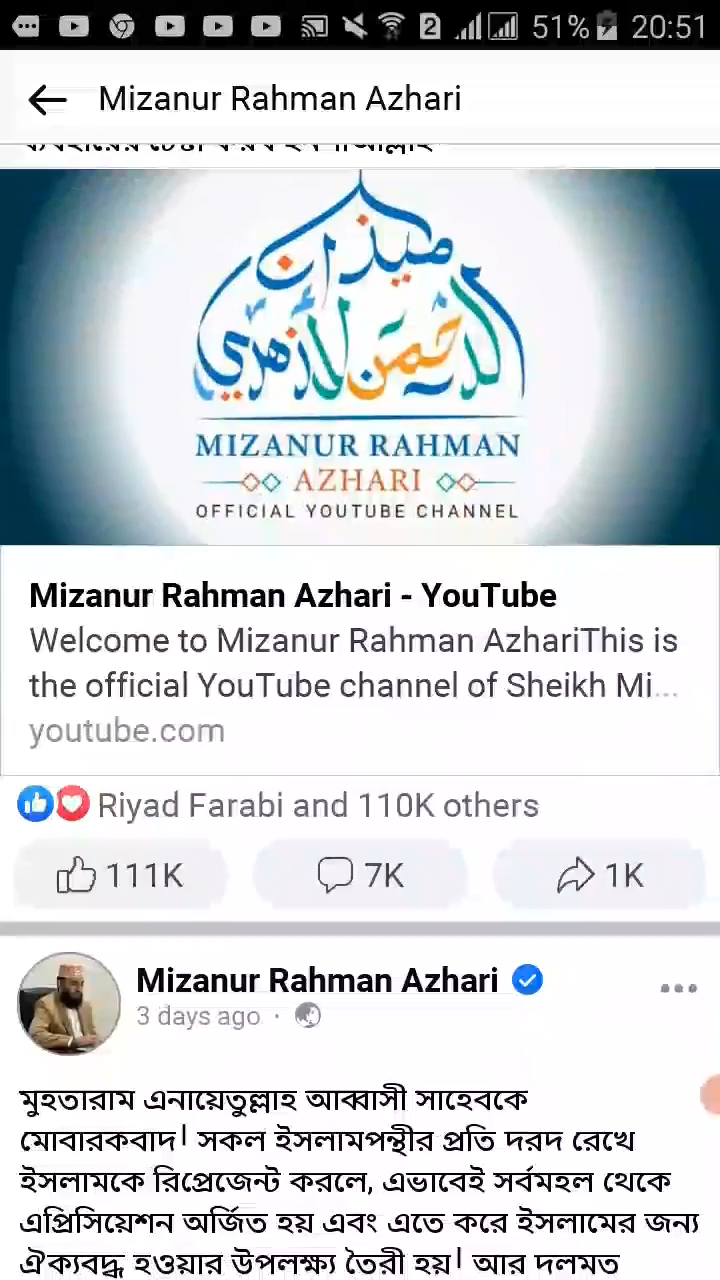 51% 20:51
Mizanur Rahman Azhari
ميزان
الرحمن الأزهري
MIZANUR RAHMAN
AZHARI
OFFICIAL YOUTUBE CHANNEL
Mizanur Rahman Azhari - YouTube
Welcome to Mizanur Rahman AzhariThis is
the official YouTube channel of Sheikh Mi...
youtube.com
Riyad Farabi and 110K others
111K 7K 1K
Mizanur Rahman Azhari
3 days ago ·
মুহতারাম এনায়েতুল্লাহ আব্বাসী সাহেবকে
মোবারকবাদ। সকল ইসলামপন্থীর প্রতি দরদ রেখে
ইসলামকে রিপ্রেজেন্ট করলে, এভাবেই সর্বমহল থেকে
এপ্রিসিয়েশন অর্জিত হয় এবং এতে করে ইসলামের জন্য
ঐক্যবদ্ধ হওয়ার উপলক্ষ্য তৈরী হয়। আর দলমত